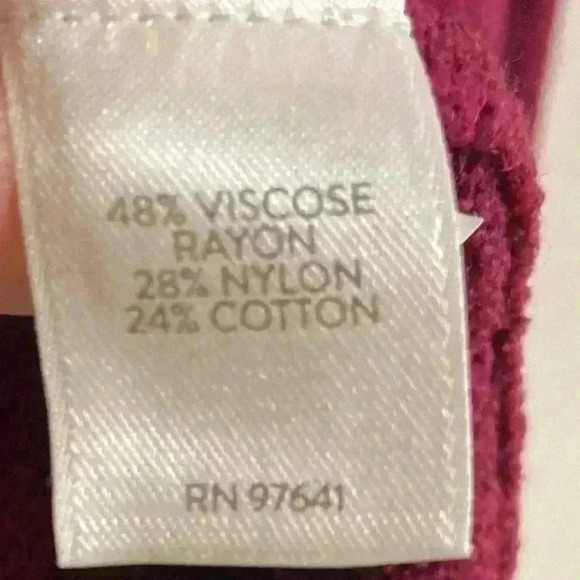 48% VISCOSE
RAYON
28% NYLON
24% COTTON
RN 97641